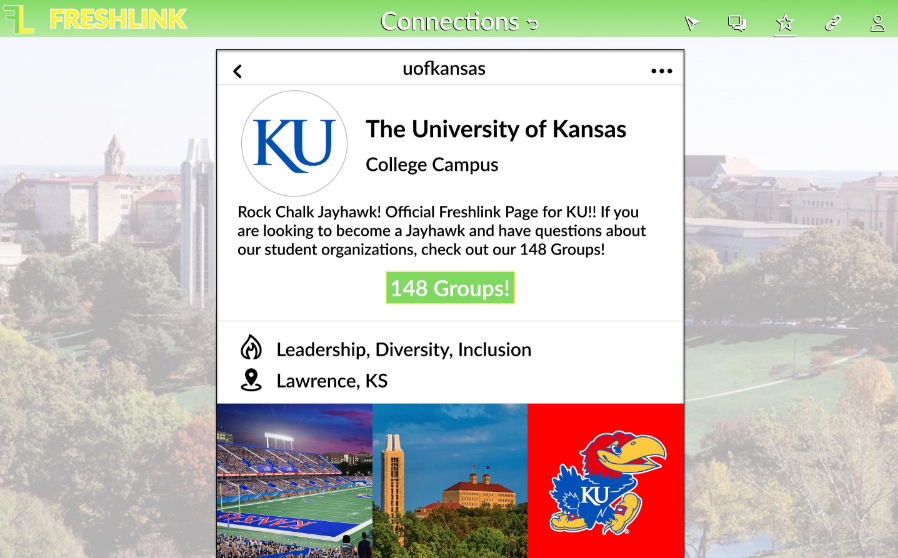 FL FRESHLINK
Connections
uofkansas
KU
The University of Kansas
College Campus
Rock Chalk Jayhawk! Official Freshlink Page for KU!! If you
are looking to become a Jayhawk and have questions about
our student organizations, check out our 148 Groups!
148 Groups!
Leadership, Diversity, Inclusion
Lawrence, KS
KANSAS
KU